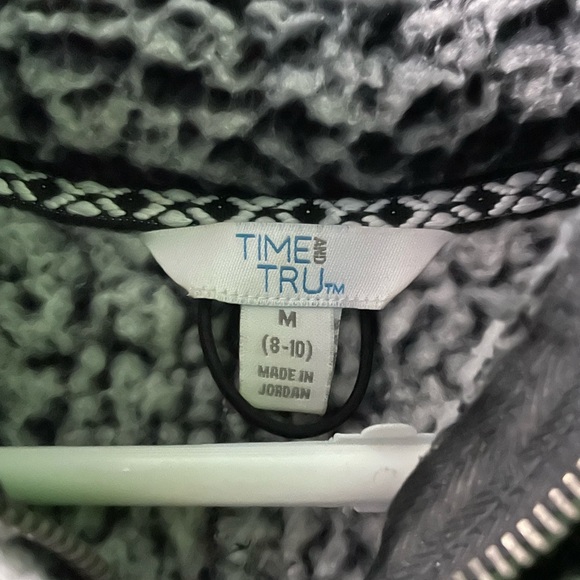 TIME AND
TRU™
M
(8-10)
MADE IN
JORDAN